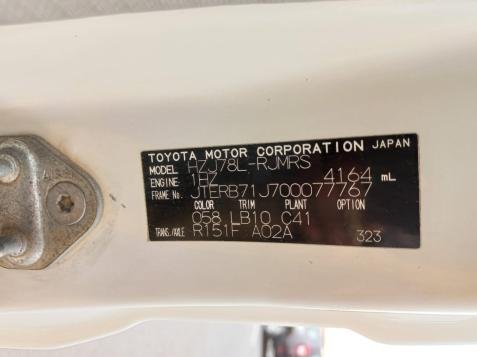 TOYOTA MOTOR CORPORATION JAPAN
MODEL HZJ78L-RJMRS
ENGINE 1HZ 4164 mL
FRAME No. JTERB71J700077767
COLOR TRIM PLANT OPTION
058 LB10 C41
TRANS./AXLE R151F A02A 323